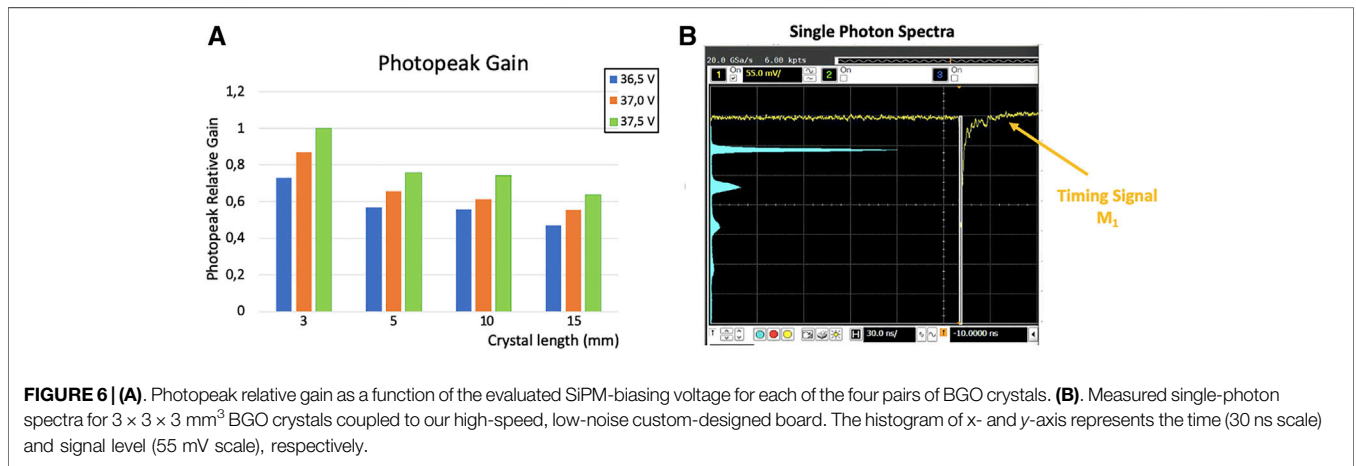 A
Photopeak Gain
36,5 V
37,0 V
37,5 V
Photopeak Relative Gain
1,2
1
0,8
0,6
0,4
0,2
0
3 5 10 15
Crystal length (mm)
B
Single Photon Spectra
20.0 GSa/s 6.00 kpts
1 On 55.0 mV/ 2 On 3 On
Timing Signal
M1
H 30.0 ns/ T -10.0000 ns
FIGURE 6 | (A). Photopeak relative gain as a function of the evaluated SiPM-biasing voltage for each of the four pairs of BGO crystals. (B). Measured single-photon
spectra for 3 × 3 × 3 mm³ BGO crystals coupled to our high-speed, low-noise custom-designed board. The histogram of x- and y-axis represents the time (30 ns scale)
and signal level (55 mV scale), respectively.